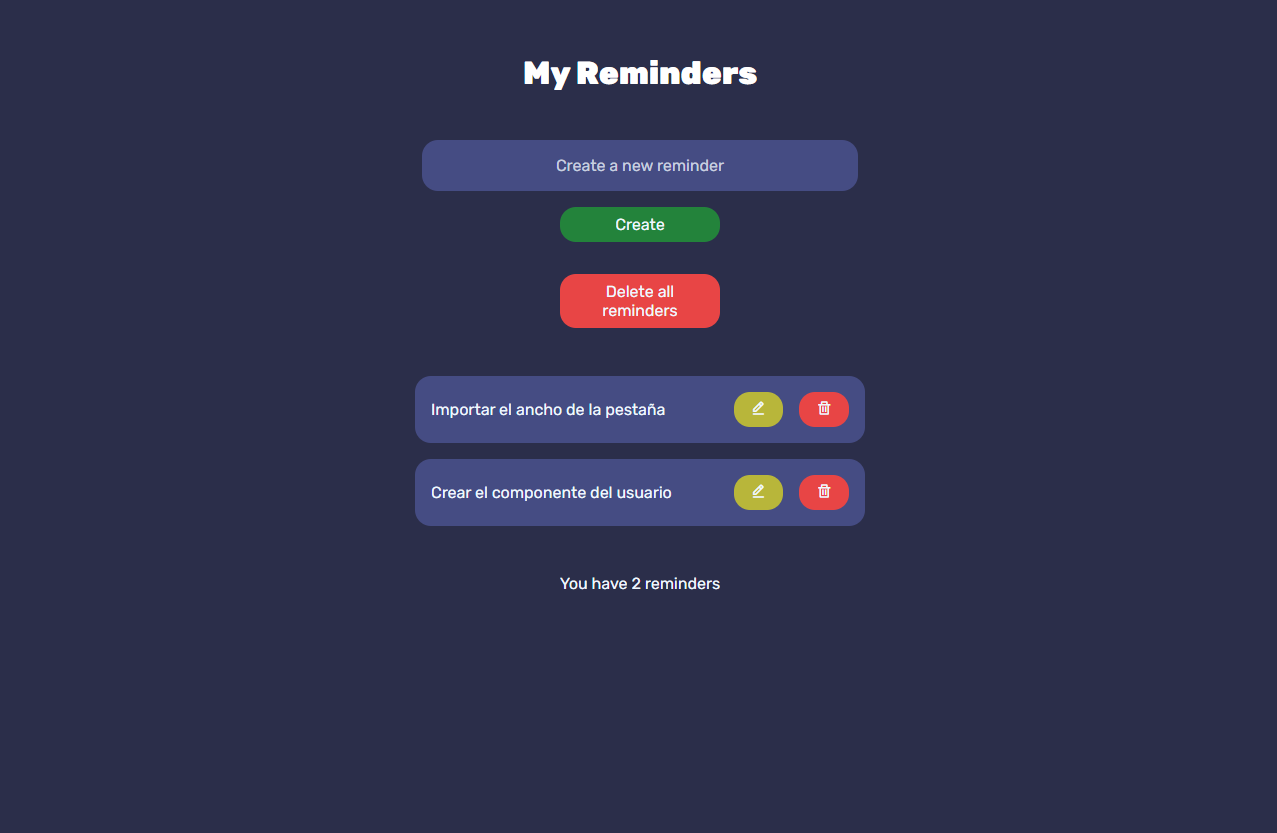 My Reminders
Create a new reminder
Create
Delete all
reminders
Importar el ancho de la pestaña
Crear el componente del usuario
You have 2 reminders